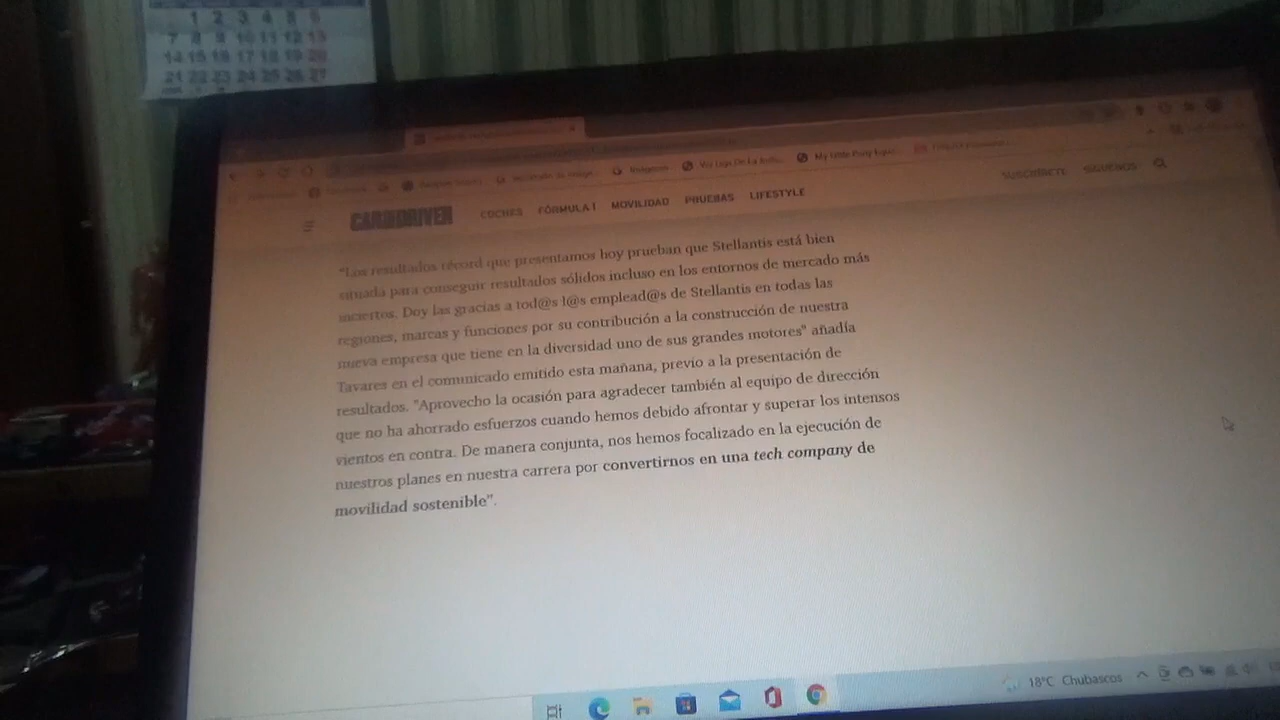 1 2 3 4 5 6
7 8 9 10 11 12 13
14 15 16 17 18 19 20
21 22 23 24 25 26 27
My Little Pony
CAR AND DRIVER COCHES FÓRMULA 1 MOVILIDAD PRUEBAS LIFESTYLE SUSCRÍBETE SÍGUENOS
"Los resultados récord que presentamos hoy prueban que Stellantis está bien
situada para conseguir resultados sólidos incluso en los entornos de mercado más
inciertos. Doy las gracias a tod@s l@s emplead@s de Stellantis en todas las
regiones, marcas y funciones por su contribución a la construcción de nuestra
nueva empresa que tiene en la diversidad uno de sus grandes motores" añadía
Tavares en el comunicado emitido esta mañana, previo a la presentación de
resultados. "Aprovecho la ocasión para agradecer también al equipo de dirección
que no ha ahorrado esfuerzos cuando hemos debido afrontar y superar los intensos
vientos en contra. De manera conjunta, nos hemos focalizado en la ejecución de
nuestros planes en nuestra carrera por convertirnos en una tech company de
movilidad sostenible".
18°C Chubascos